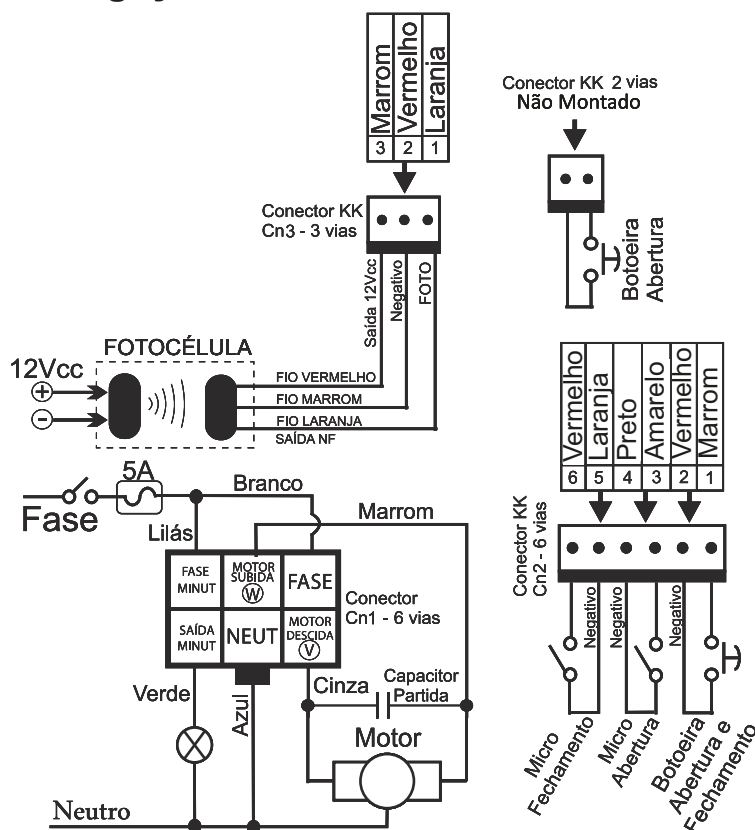 Marrom
Vermelho
Laranja
3 2 1
Conector KK
Cn3 - 3 vias
Saída 12Vcc
Negativo
FOTO
Conector KK 2 vias
Não Montado
Botoeira
Abertura
FOTOCÉLULA
12Vcc
+
-
FIO VERMELHO
FIO MARROM
FIO LARANJA
SAÍDA NF
5A
Fase
Branco
Lilás
Marrom
FASE
MINUT
MOTOR
SUBIDA
W
FASE
SAÍDA
MINUT
NEUT
MOTOR
DESCIDA
V
Conector
Cn1 - 6 vias
Verde
Azul
Cinza
Capacitor
Partida
Motor
Neutro
Vermelho
Laranja
Preto
Amarelo
Vermelho
Marrom
6 5 4 3 2 1
Conector KK
Cn2 - 6 vias
Negativo
Negativo
Negativo
Micro
Fechamento
Micro
Abertura
Botoeira
Abertura e
Fechamento